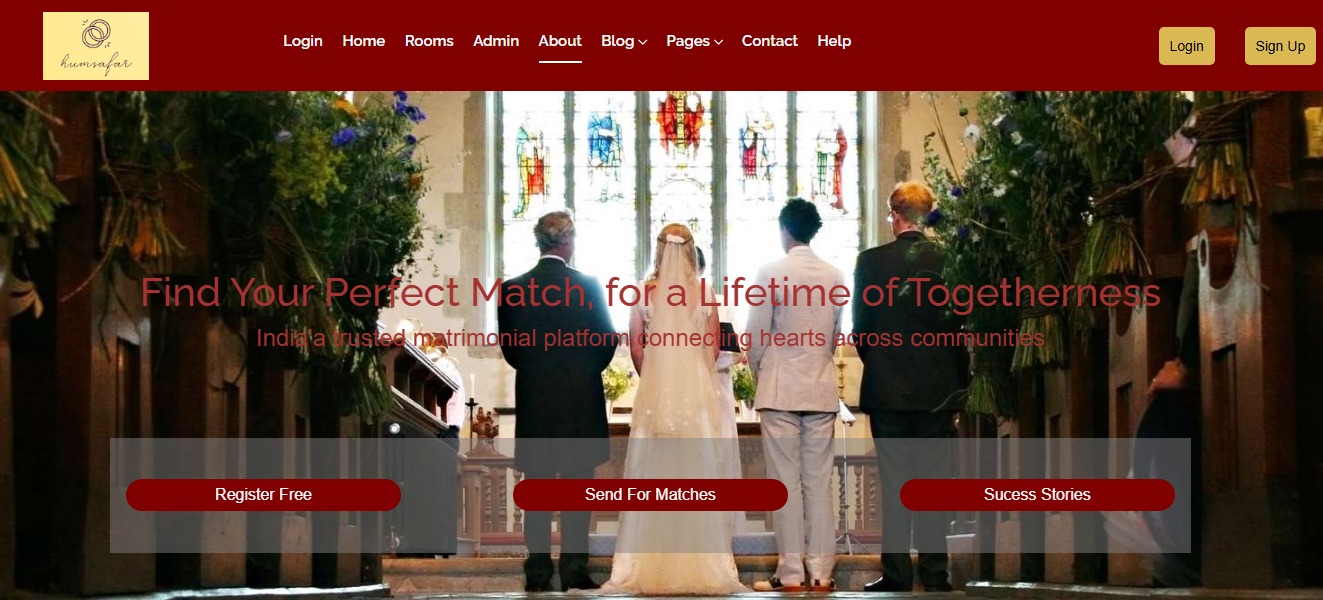 humsafar
Login Home Rooms Admin About Blog Pages Contact Help
Login Sign Up
Find Your Perfect Match, for a Lifetime of Togetherness
India'a trusted matrimonial platform connecting hearts across communities
Register Free Send For Matches Sucess Stories